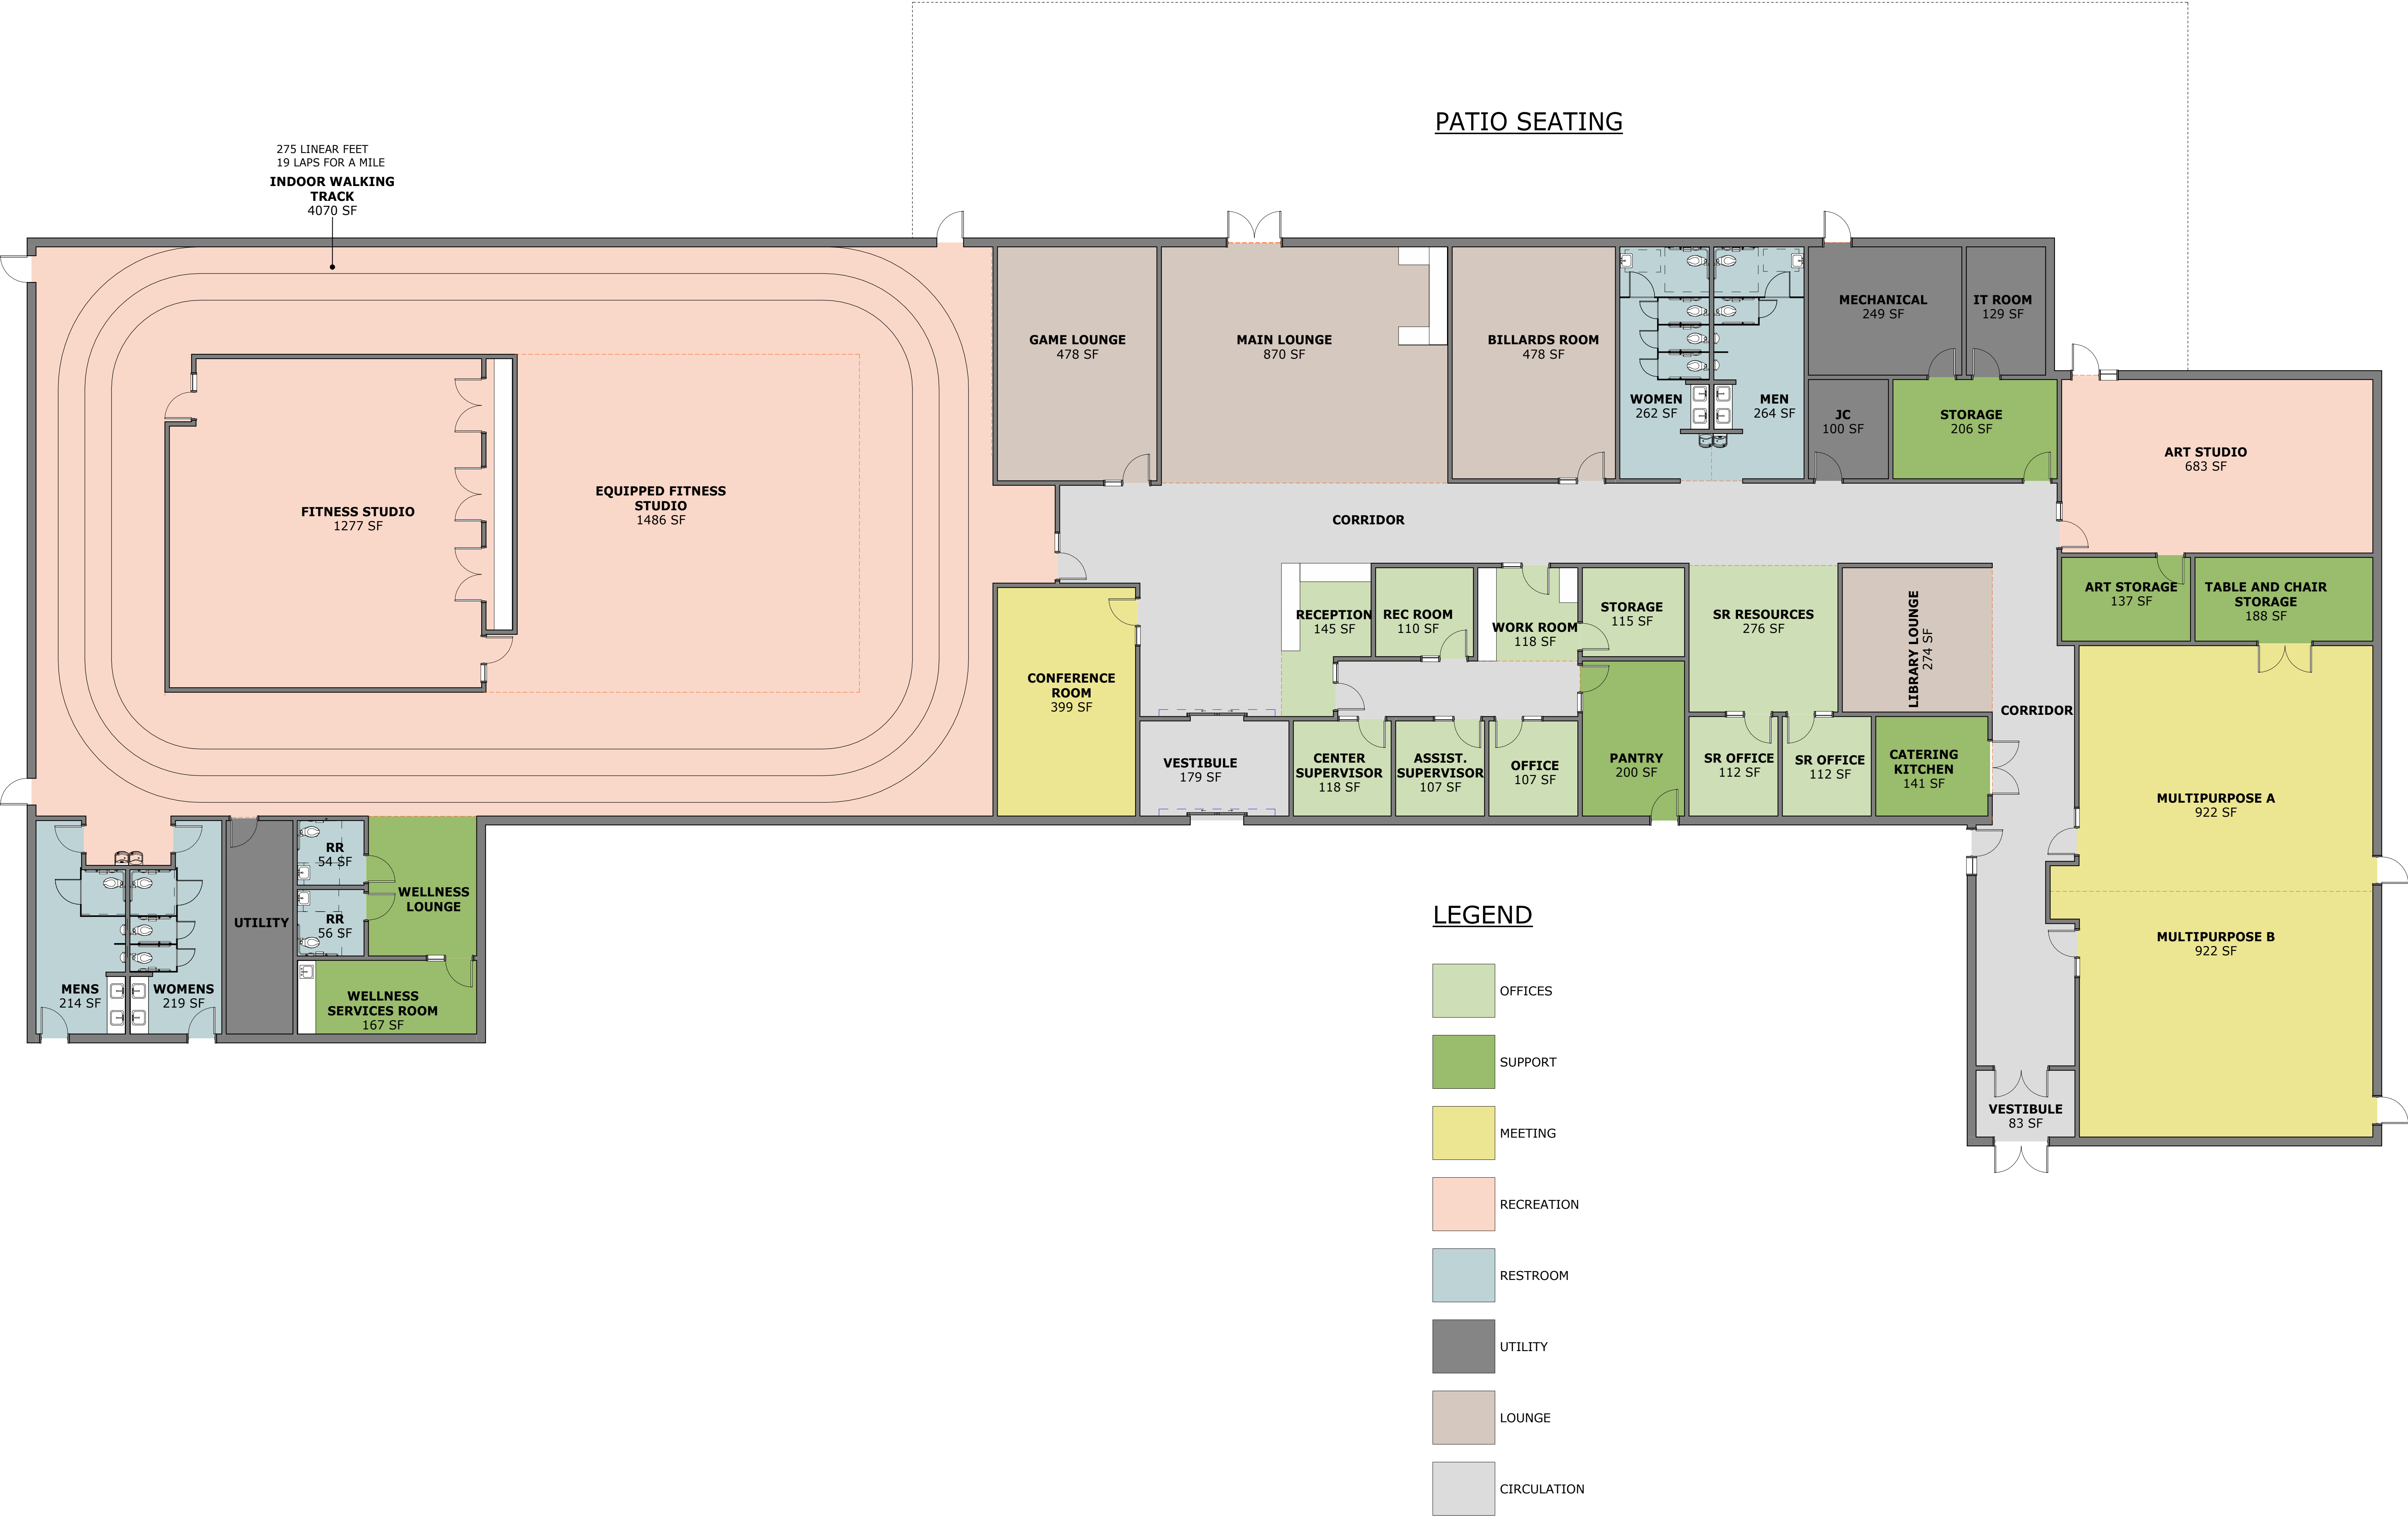 PATIO SEATING
275 LINEAR FEET
19 LAPS FOR A MILE
INDOOR WALKING
TRACK
4070 SF
FITNESS STUDIO
1277 SF
EQUIPPED FITNESS
STUDIO
1486 SF
GAME LOUNGE
478 SF
MAIN LOUNGE
870 SF
BILLARDS ROOM
478 SF
WOMEN
262 SF
MEN
264 SF
MECHANICAL
249 SF
IT ROOM
129 SF
JC
100 SF
STORAGE
206 SF
ART STUDIO
683 SF
CORRIDOR
ART STORAGE
137 SF
TABLE AND CHAIR
STORAGE
188 SF
CONFERENCE
ROOM
399 SF
RECEPTION
145 SF
REC ROOM
110 SF
WORK ROOM
118 SF
STORAGE
115 SF
SR RESOURCES
276 SF
LIBRARY LOUNGE
274 SF
CORRIDOR
VESTIBULE
179 SF
CENTER
SUPERVISOR
118 SF
ASSIST.
SUPERVISOR
107 SF
OFFICE
107 SF
PANTRY
200 SF
SR OFFICE
112 SF
SR OFFICE
112 SF
CATERING
KITCHEN
141 SF
MULTIPURPOSE A
922 SF
MULTIPURPOSE B
922 SF
VESTIBULE
83 SF
MENS
214 SF
WOMENS
219 SF
UTILITY
RR
54 SF
RR
56 SF
WELLNESS
LOUNGE
WELLNESS
SERVICES ROOM
167 SF
LEGEND
OFFICES
SUPPORT
MEETING
RECREATION
RESTROOM
UTILITY
LOUNGE
CIRCULATION